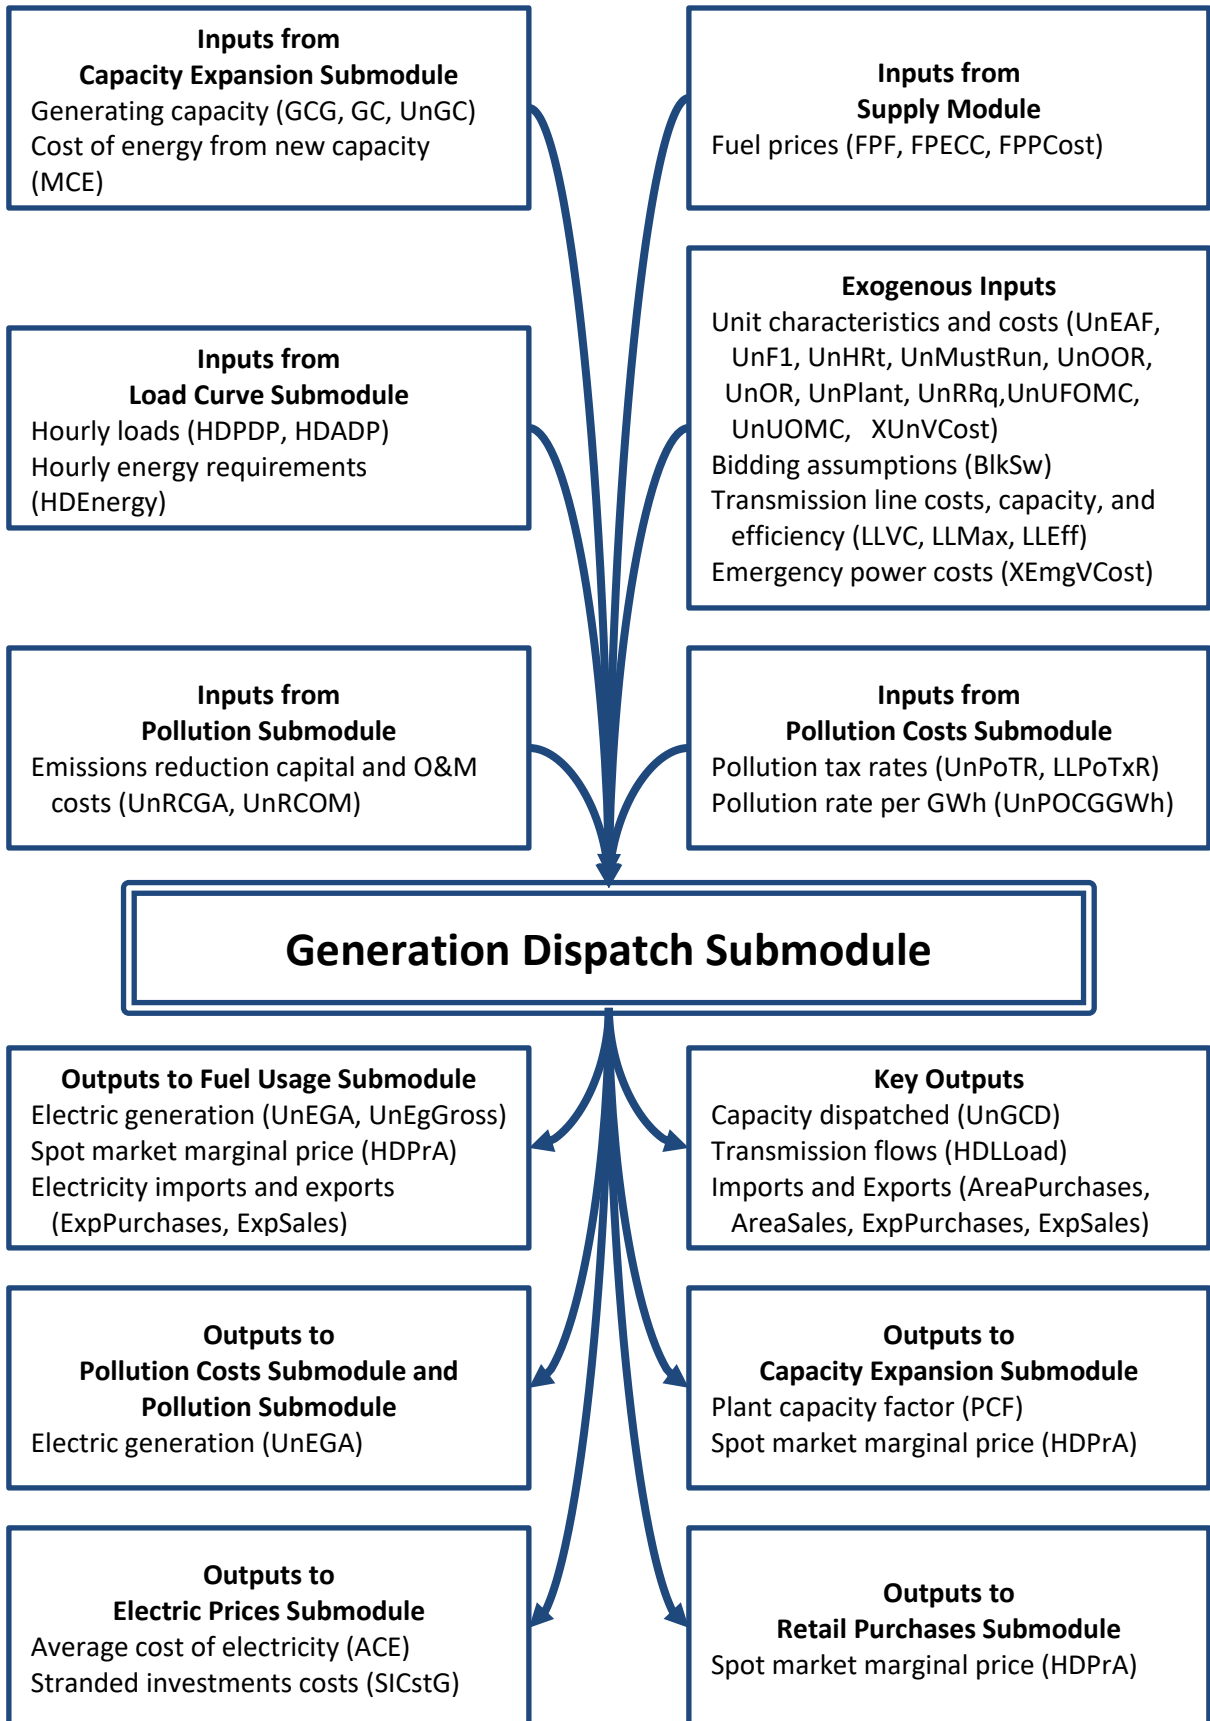 Inputs from
Capacity Expansion Submodule
Generating capacity (GCG, GC, UnGC)
Cost of energy from new capacity
(MCE)
Inputs from
Supply Module
Fuel prices (FPF, FPECC, FPPCost)
Inputs from
Load Curve Submodule
Hourly loads (HDPDP, HDADP)
Hourly energy requirements
(HDEnergy)
Exogenous Inputs
Unit characteristics and costs (UnEAF,
UnF1, UnHRt, UnMustRun, UnOOR,
UnOR, UnPlant, UnRRq,UnUFOMC,
UnUOMC, XUnVCost)
Bidding assumptions (BlkSw)
Transmission line costs, capacity, and
efficiency (LLVC, LLMax, LLEff)
Emergency power costs (XEmgVCost)
Inputs from
Pollution Submodule
Emissions reduction capital and O&M
costs (UnRCGA, UnRCOM)
Inputs from
Pollution Costs Submodule
Pollution tax rates (UnPoTR, LLPoTxR)
Pollution rate per GWh (UnPOCGGWh)
Generation Dispatch Submodule
Outputs to Fuel Usage Submodule
Electric generation (UnEGA, UnEgGross)
Spot market marginal price (HDPrA)
Electricity imports and exports
(ExpPurchases, ExpSales)
Key Outputs
Capacity dispatched (UnGCD)
Transmission flows (HDLLoad)
Imports and Exports (AreaPurchases,
AreaSales, ExpPurchases, ExpSales)
Outputs to
Pollution Costs Submodule and
Pollution Submodule
Electric generation (UnEGA)
Outputs to
Capacity Expansion Submodule
Plant capacity factor (PCF)
Spot market marginal price (HDPrA)
Outputs to
Electric Prices Submodule
Average cost of electricity (ACE)
Stranded investments costs (SICstG)
Outputs to
Retail Purchases Submodule
Spot market marginal price (HDPrA)